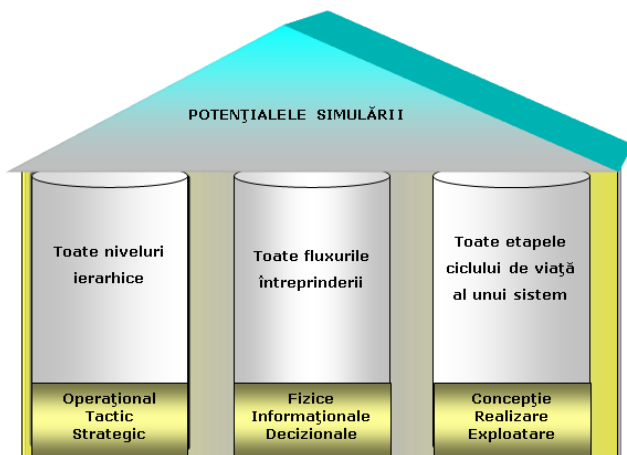 POTENŢIALELE SIMULĂRII
Toate niveluri
ierarhice
Operaţional
Tactic
Strategic
Toate fluxurile
întreprinderii
Fizice
Informaţionale
Decizionale
Toate etapele
ciclului de viaţă
al unui sistem
Concepţie
Realizare
Exploatare